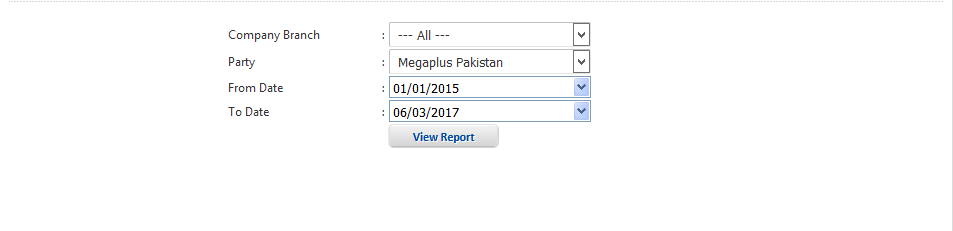 Company Branch : --- All ---
Party : Megaplus Pakistan
From Date : 01/01/2015
To Date : 06/03/2017
View Report